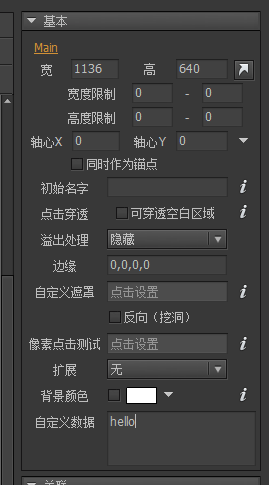 基本
Main
宽 1136 高 640
宽度限制 0 - 0
高度限制 0 - 0
轴心X 0 轴心Y 0
同时作为锚点
初始名字
点击穿透 可穿透空白区域
溢出处理 隐藏
边缘 0,0,0,0
自定义遮罩 点击设置
反向（挖洞）
像素点击测试 点击设置
扩展 无
背景颜色
自定义数据 hello